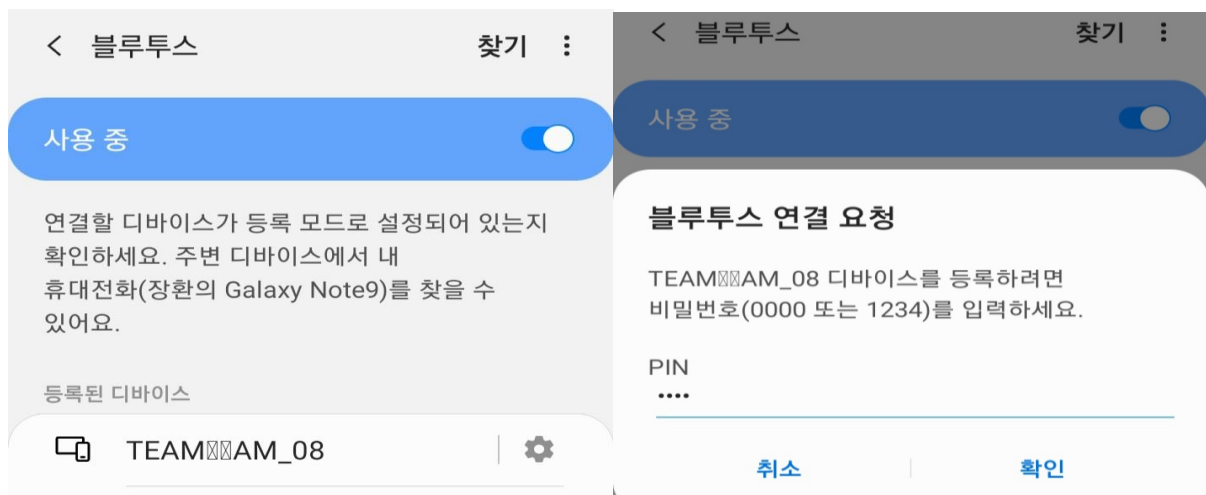 블루투스 찾기
사용 중
연결할 디바이스가 등록 모드로 설정되어 있는지
확인하세요. 주변 디바이스에서 내
휴대전화(장환의 Galaxy Note9)를 찾을 수
있어요.
등록된 디바이스
TEAM▯▯AM_08
블루투스 찾기
사용 중
블루투스 연결 요청
TEAM▯▯AM_08 디바이스를 등록하려면
비밀번호(0000 또는 1234)를 입력하세요.
PIN
••••
취소 확인